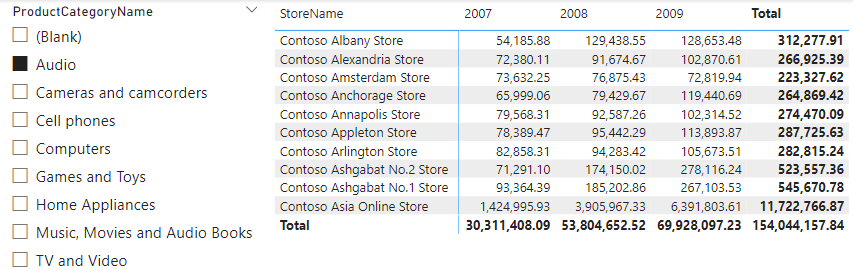 ProductCategoryName
(Blank)
Audio
Cameras and camcorders
Cell phones
Computers
Games and Toys
Home Appliances
Music, Movies and Audio Books
TV and Video
StoreName 2007 2008 2009 Total
Contoso Albany Store 54,185.88 129,438.55 128,653.48 312,277.91
Contoso Alexandria Store 72,380.11 91,674.67 102,870.61 266,925.39
Contoso Amsterdam Store 73,632.25 76,875.43 72,819.94 223,327.62
Contoso Anchorage Store 65,999.06 79,429.67 119,440.69 264,869.42
Contoso Annapolis Store 79,568.31 92,587.26 102,314.52 274,470.09
Contoso Appleton Store 78,389.47 95,442.29 113,893.87 287,725.63
Contoso Arlington Store 82,858.31 94,283.42 105,673.51 282,815.24
Contoso Ashgabat No.2 Store 71,291.10 174,150.02 278,116.24 523,557.36
Contoso Ashgabat No.1 Store 93,364.39 185,202.86 267,103.53 545,670.78
Contoso Asia Online Store 1,424,995.93 3,905,967.33 6,391,803.61 11,722,766.87
Total 30,311,408.09 53,804,652.52 69,928,097.23 154,044,157.84